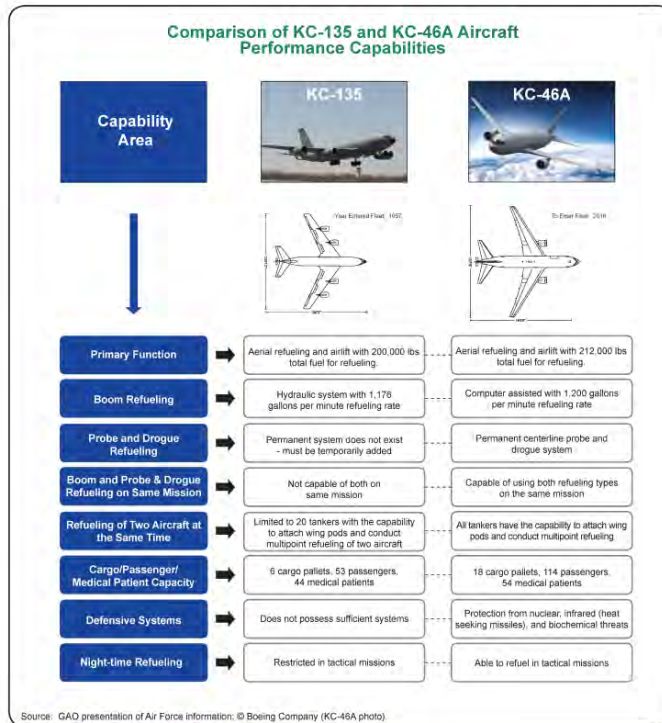 Comparison of KC-135 and KC-46A Aircraft
Performance Capabilities
Capability
Area
KC-135
KC-46A
Year Entered Fleet: 1957
To Enter Fleet: 2016
Primary Function
Aerial refueling and airlift with 200,000 lbs
total fuel for refueling.
Aerial refueling and airlift with 212,000 lbs
total fuel for refueling.
Boom Refueling
Hydraulic system with 1,176
gallons per minute refueling rate
Computer assisted with 1,200 gallons
per minute refueling rate
Probe and Drogue
Refueling
Permanent system does not exist
- must be temporarily added
Permanent centerline probe and
drogue system
Boom and Probe & Drogue
Refueling on Same Mission
Not capable of both on
same mission
Capable of using both refueling types
on the same mission
Refueling of Two Aircraft at
the Same Time
Limited to 20 tankers with the capability
to attach wing pods and conduct
multipoint refueling of two aircraft
All tankers have the capability to attach wing
pods and conduct multipoint refueling
Cargo/Passenger/
Medical Patient Capacity
6 cargo pallets, 53 passengers,
44 medical patients
18 cargo pallets, 114 passengers,
54 medical patients
Defensive Systems
Does not possess sufficient systems
Protection from nuclear, infrared (heat
seeking missiles), and biochemical threats
Night-time Refueling
Restricted in tactical missions
Able to refuel in tactical missions
Source: GAO presentation of Air Force information; © Boeing Company (KC-46A photo)